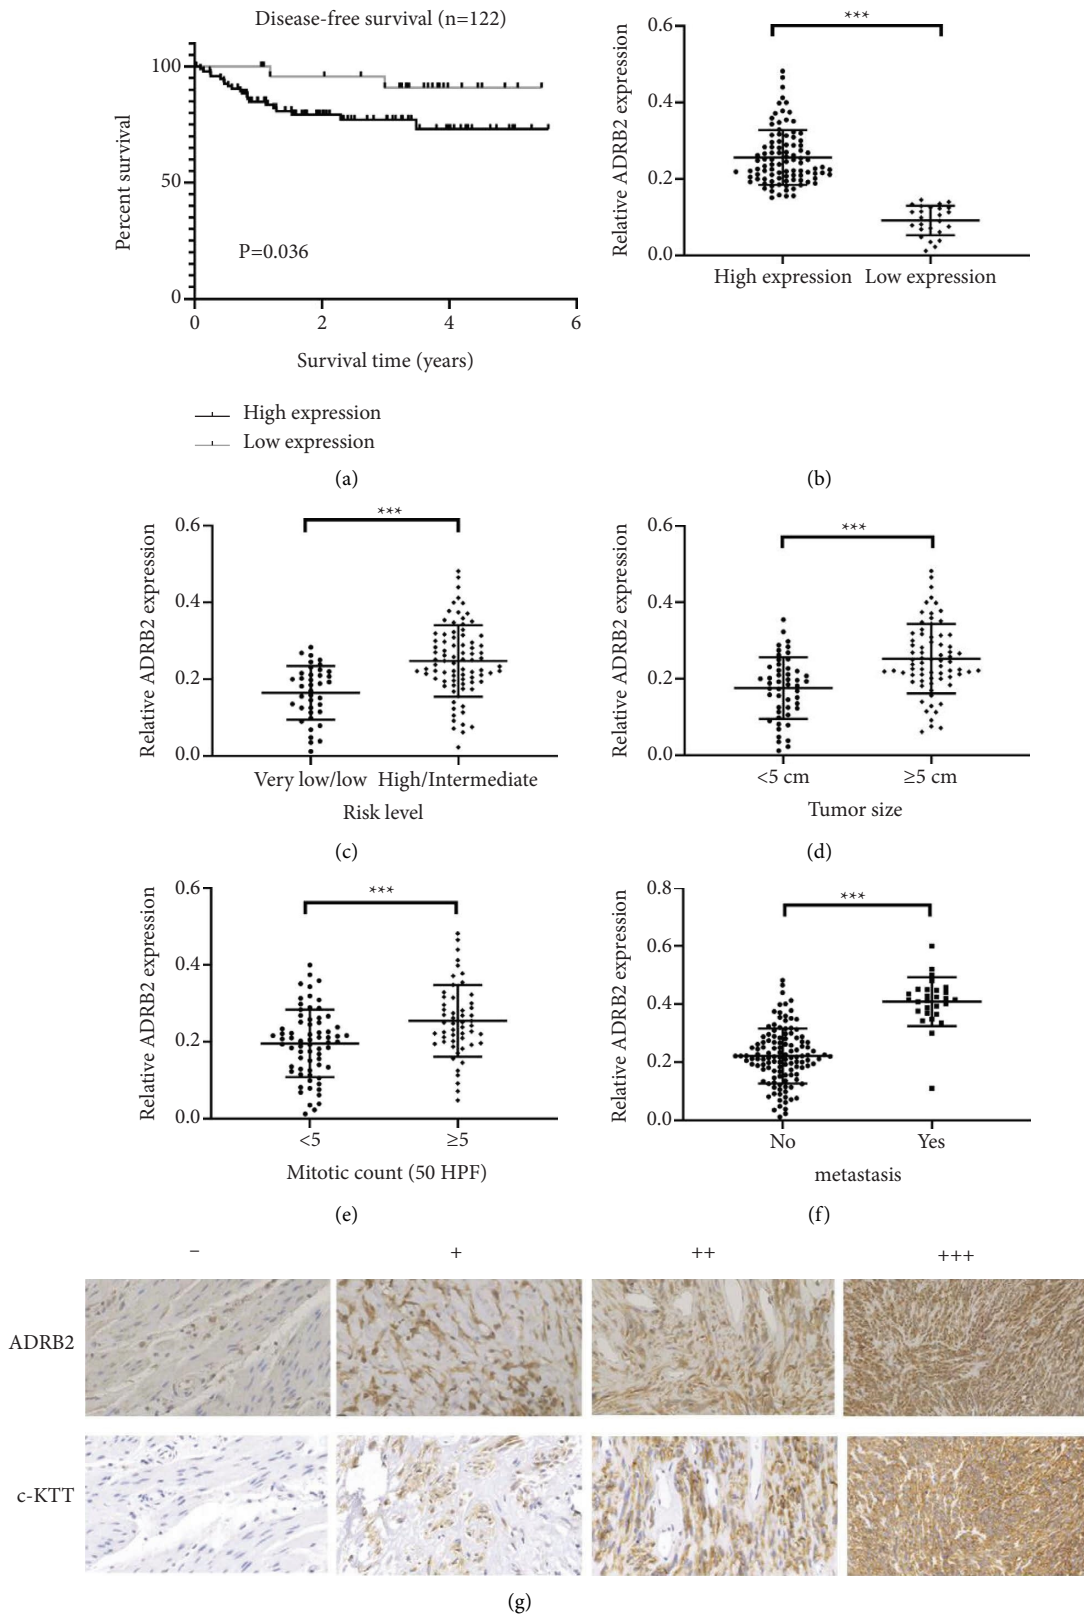 Disease-free survival (n=122)
Percent survival
100
50
0
P=0.036
0 2 4 6
Survival time (years)
High expression
Low expression
(a)
Relative ADRB2 expression
0.6
0.4
0.2
0.0
***
High expression Low expression
(b)
Relative ADRB2 expression
0.6
0.4
0.2
0.0
***
Very low/low High/Intermediate
Risk level
(c)
Relative ADRB2 expression
0.6
0.4
0.2
0.0
***
<5 cm ≥5 cm
Tumor size
(d)
Relative ADRB2 expression
0.6
0.4
0.2
0.0
***
<5 ≥5
Mitotic count (50 HPF)
(e)
Relative ADRB2 expression
0.8
0.6
0.4
0.2
0.0
***
No Yes
metastasis
(f)
− + ++ +++
ADRB2
c-KTT
(g)